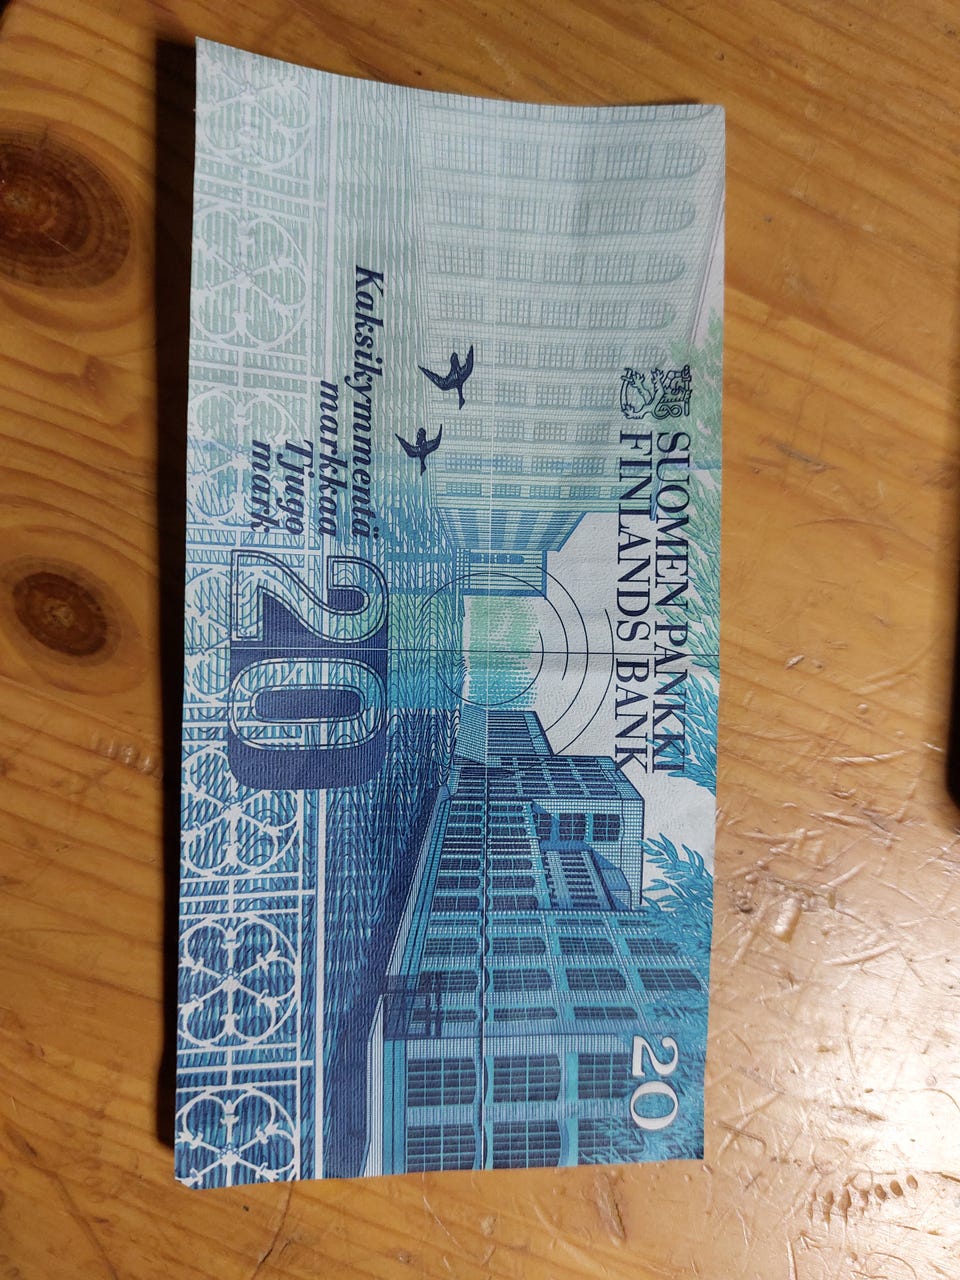 SUOMEN PANKKI
FINLANDS BANK
20
Kaksikymmentä
markkaa
Tjugo
mark
20